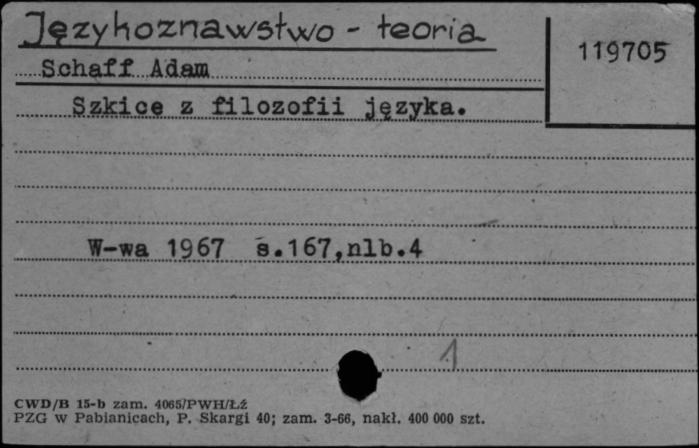 Językoznawstwo - teoria
119705
Schaff Adam
Szkice z filozofii języka.
W-wa 1967 s.167,nlb.4
1
CWD/B 15-b zam. 4065/PWH/Łź
PZG w Pabianicach, P. Skargi 40; zam. 3-66, nakł. 400 000 szt.